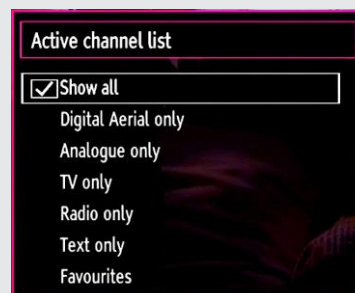 Active channel list
Show all
Digital Aerial only
Analogue only
TV only
Radio only
Text only
Favourites